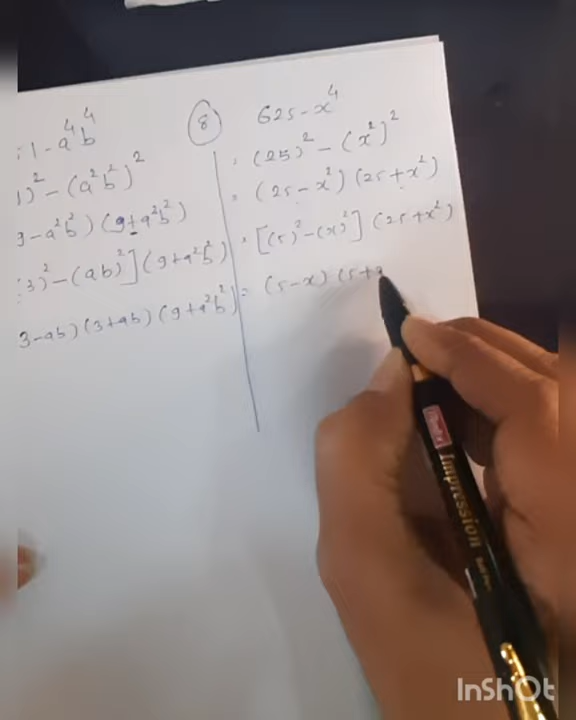 :1 - a⁴b⁴
1)² - (a²b²)²
9 - a²b²) (9 + a²b²)
[3)² - (ab)²] (9 + a²b²)
3 - ab) (3 + ab) (9 + a²b²)
8
625 - x⁴
: (25)² - (x²)²
= (25 - x²) (25 + x²)
= [(5)² - (x)²] (25 + x²)
= (5 - x) (5 +
Impression
InShOt